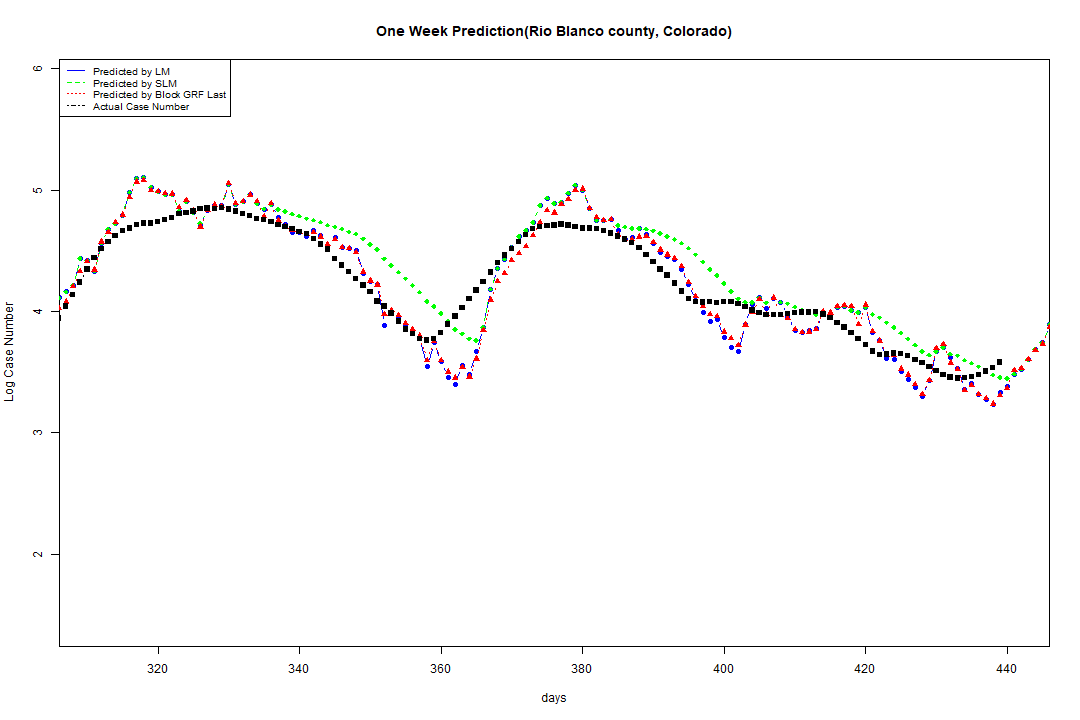 One Week Prediction(Rio Blanco county, Colorado)
Predicted by LM
Predicted by SLM
Predicted by Block GRF Last
Actual Case Number
6
5
4
3
2
Log Case Number
320
340
360
380
400
420
440
days